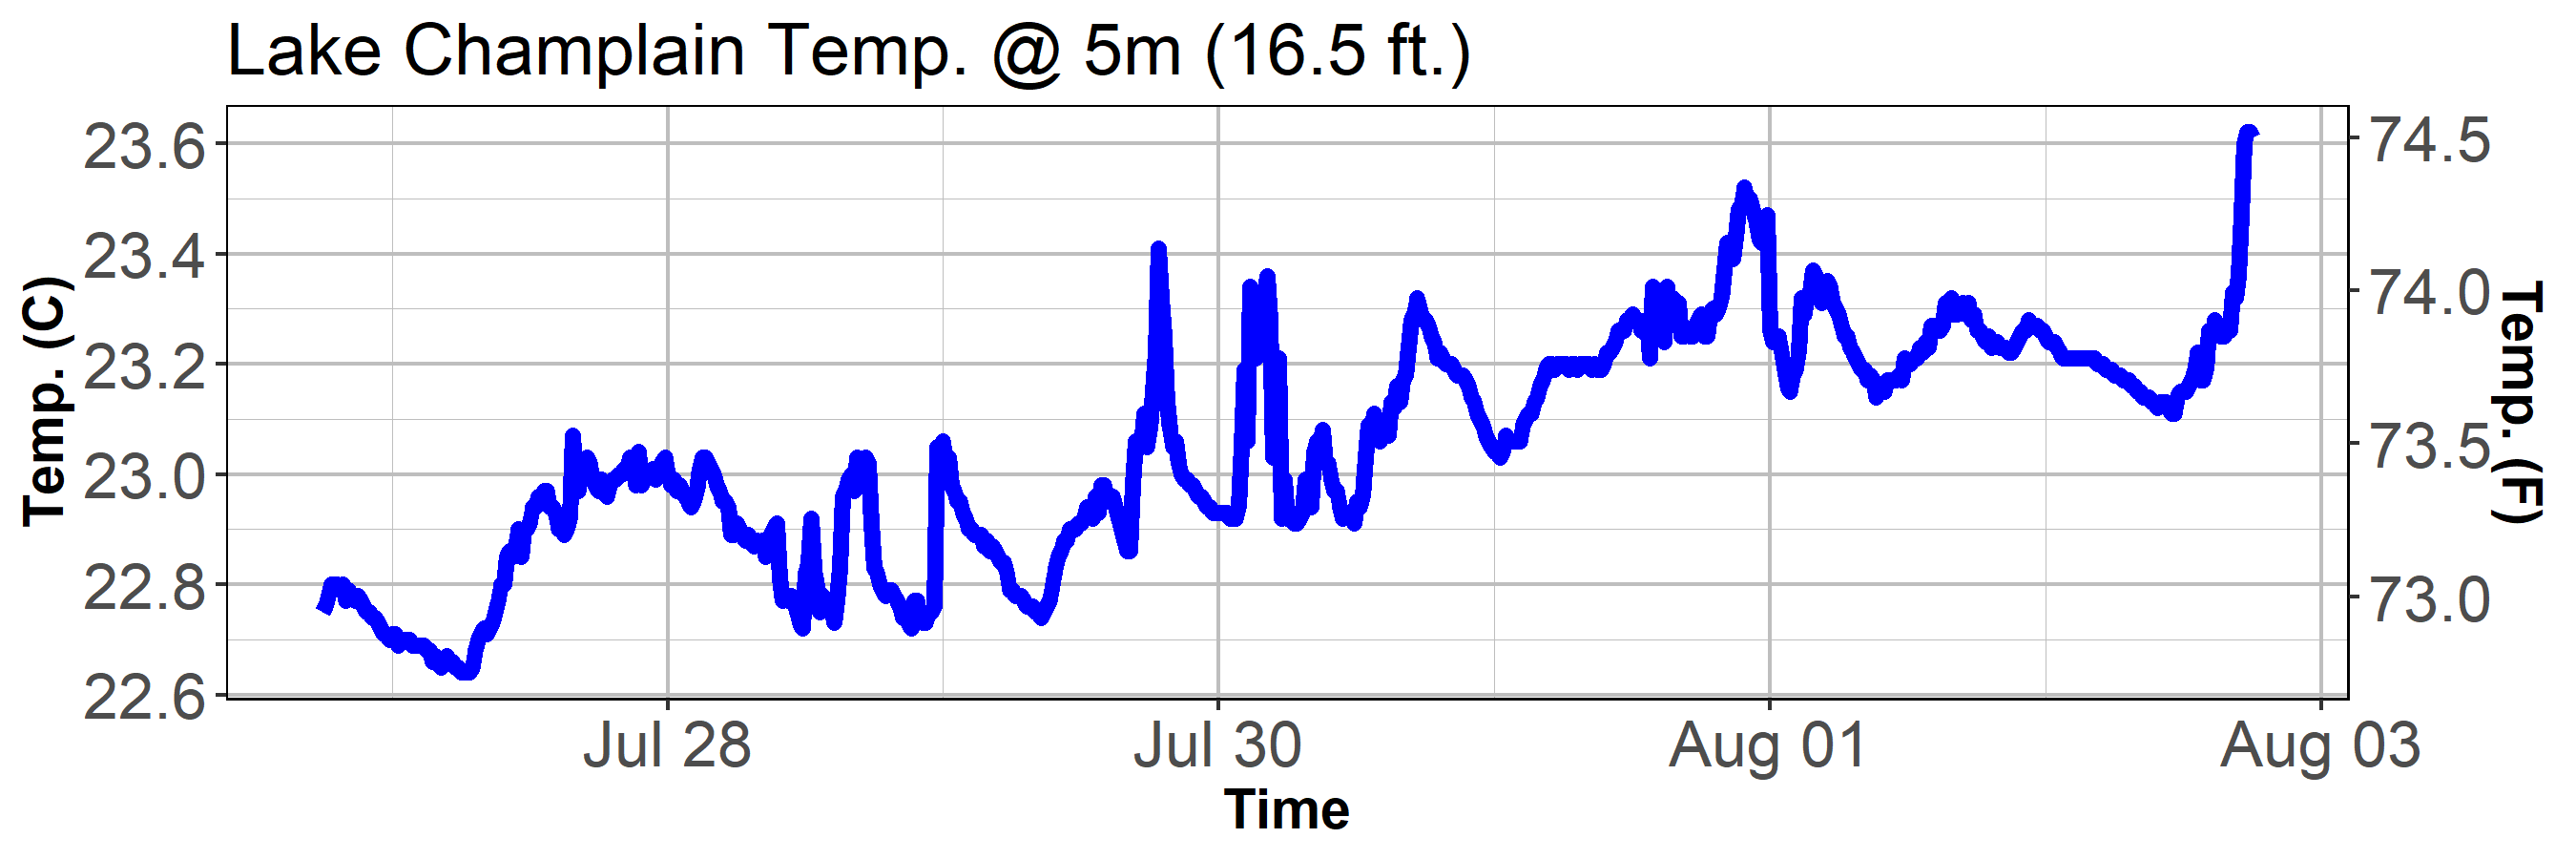 Lake Champlain Temp. @ 5m (16.5 ft.)
23.6
23.4
23.2
23.0
22.8
22.6
Temp. (C)
74.5
74.0
73.5
73.0
Temp. (F)
Jul 28 Jul 30 Aug 01 Aug 03
Time